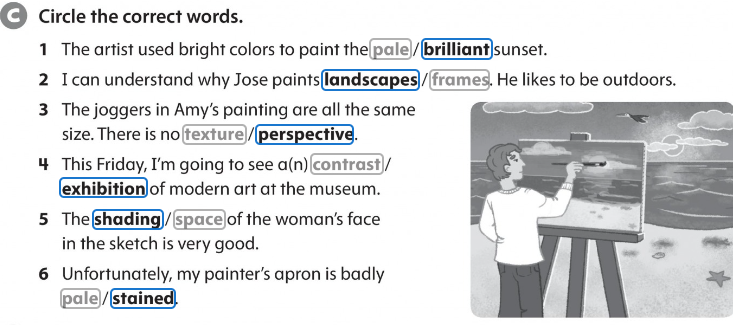 C Circle the correct words.
1 The artist used bright colors to paint the pale / brilliant sunset.
2 I can understand why Jose paints landscapes / frames. He likes to be outdoors.
3 The joggers in Amy's painting are all the same
size. There is no texture / perspective.
4 This Friday, I'm going to see a(n) contrast /
exhibition of modern art at the museum.
5 The shading / space of the woman's face
in the sketch is very good.
6 Unfortunately, my painter's apron is badly
pale / stained.